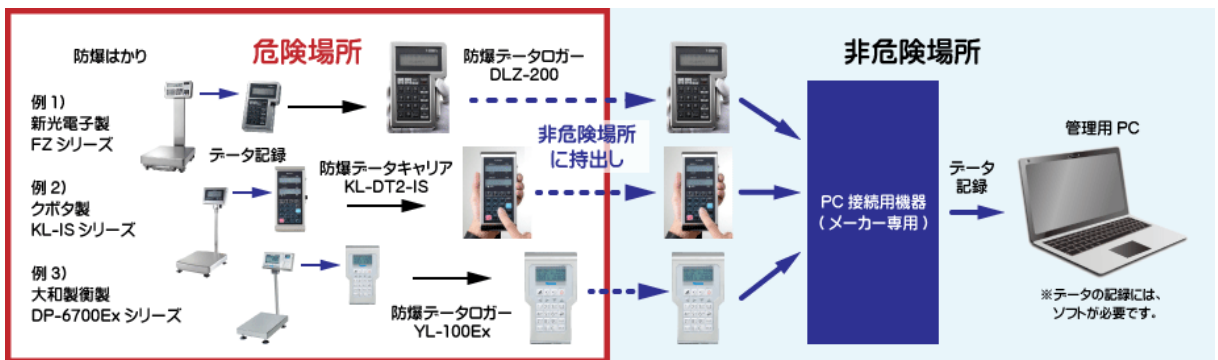 防爆はかり
危険場所
例1)
新光電子製
FZ シリーズ
データ記録
防爆データロガー
DLZ-200
例2)
クボタ製
KL-IS シリーズ
防爆データキャリア
KL-DT2-IS
例3)
大和製衡製
DP-6700Ex シリーズ
防爆データロガー
YL-100Ex
非危険場所
に持出し
非危険場所
PC 接続用機器
( メーカー専用 )
データ
記録
管理用 PC
※データの記録には、
ソフトが必要です。